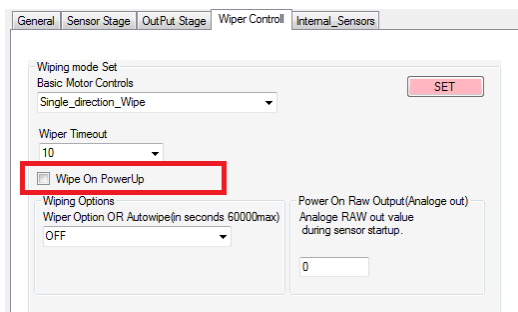 General Sensor Stage OutPut Stage Wiper Controll Internal_Sensors
Wiping mode Set
Basic Motor Controls
Single_direction_Wipe
SET
Wiper Timeout
10
Wipe On PowerUp
Wiping Options
Wiper Option OR Autowipe(in seconds 60000max)
OFF
Power On Raw Output(Analoge out)
Analoge RAW out value
during sensor startup.
0